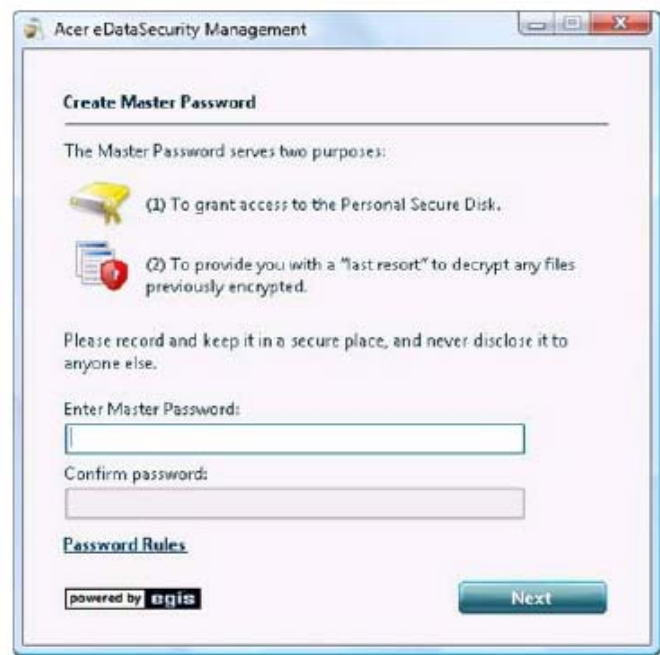 Acer eDataSecurity Management
Create Master Password
The Master Password serves two purposes:
(1) To grant access to the Personal Secure Disk.
(2) To provide you with a "last resort" to decrypt any files
previously encrypted.
Please record and keep it in a secure place, and never disclose it to
anyone else.
Enter Master Password:
Confirm password:
Password Rules
powered by egis
Next